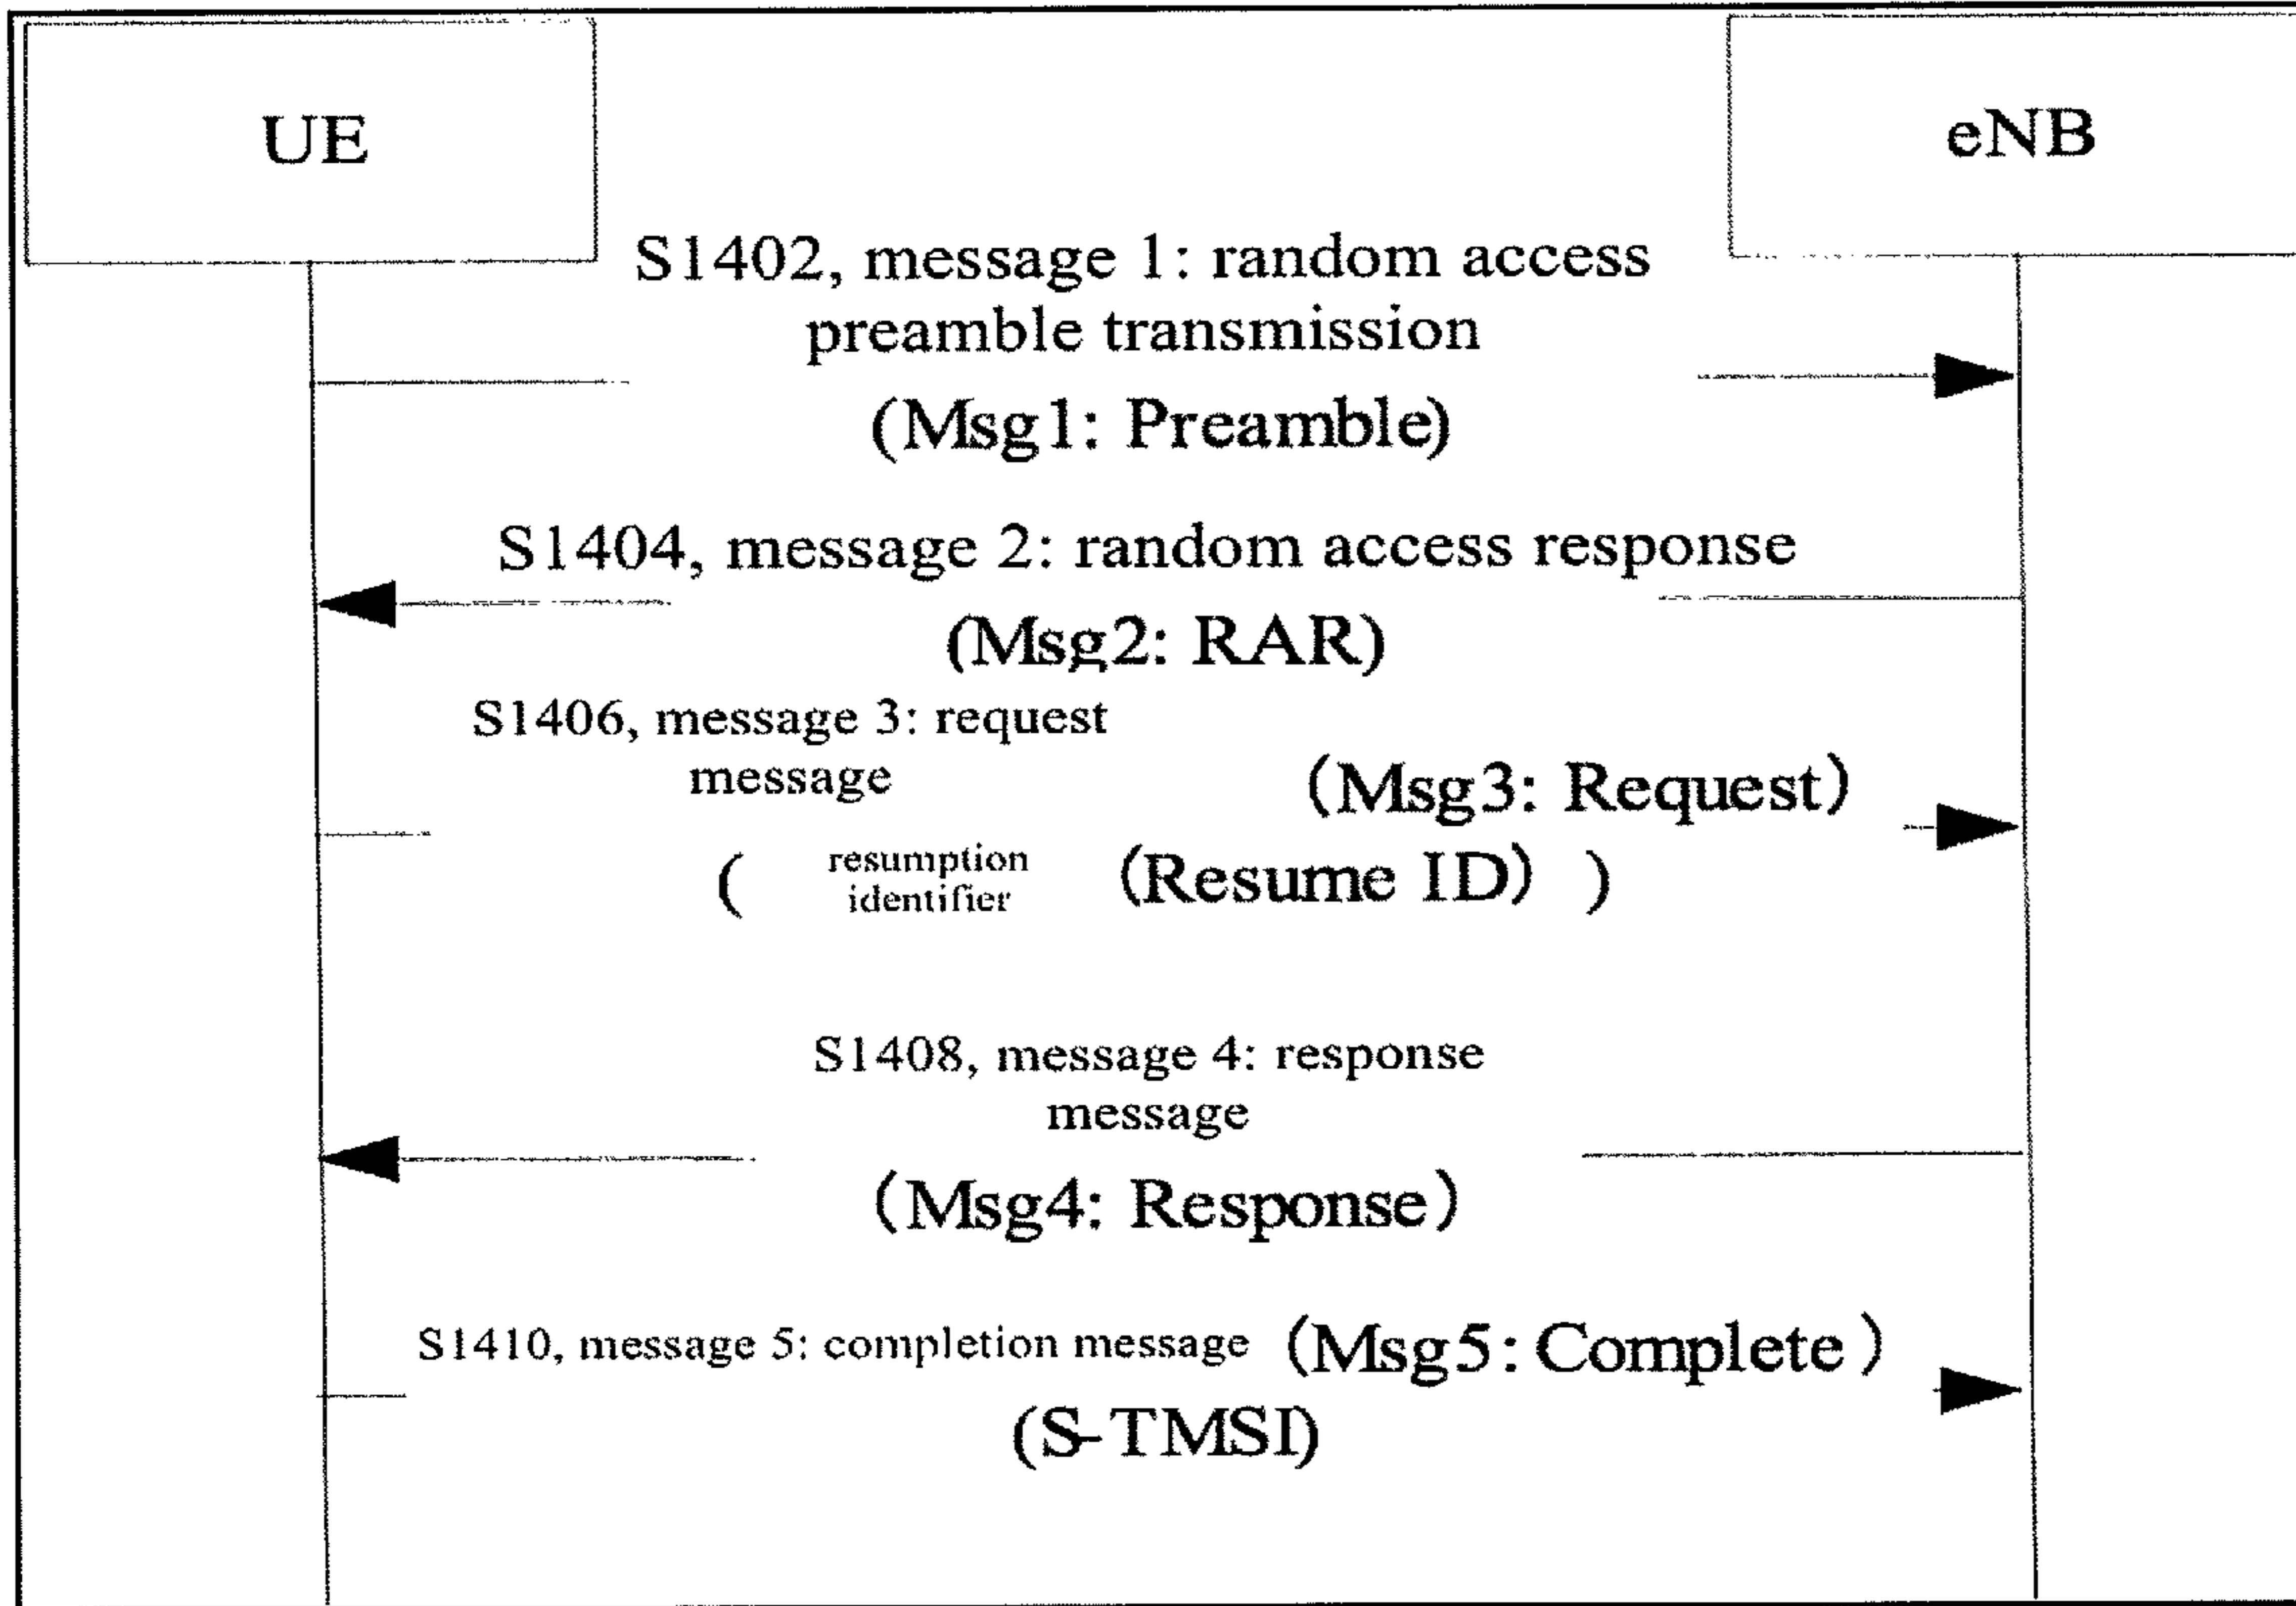 UE
eNB
S1402, message 1: random access
preamble transmission
(Msg1: Preamble)
S1404, message 2: random access response
(Msg2: RAR)
S1406, message 3: request
message
(Msg3: Request)
( resumption
identifier
(Resume ID) )
S1408, message 4: response
message
(Msg4: Response)
S1410, message 5: completion message (Msg5: Complete )
(S-TMSI)